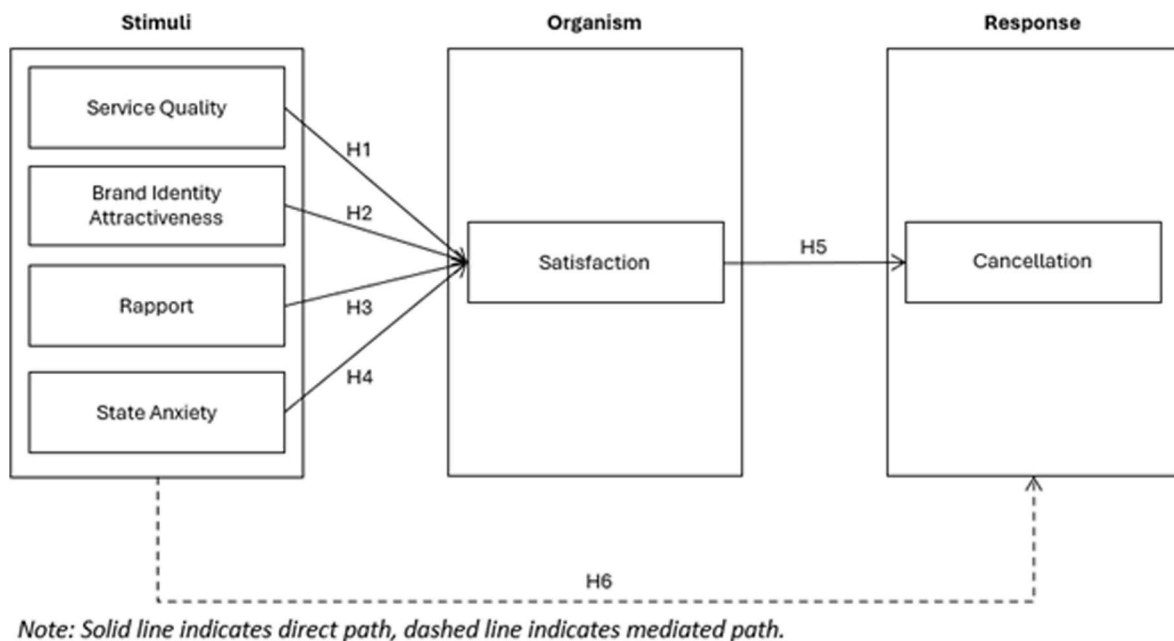 Stimuli
Organism
Response
Service Quality
Brand Identity
Attractiveness
Rapport
State Anxiety
H1
H2
H3
H4
Satisfaction
H5
Cancellation
H6
Note: Solid line indicates direct path, dashed line indicates mediated path.